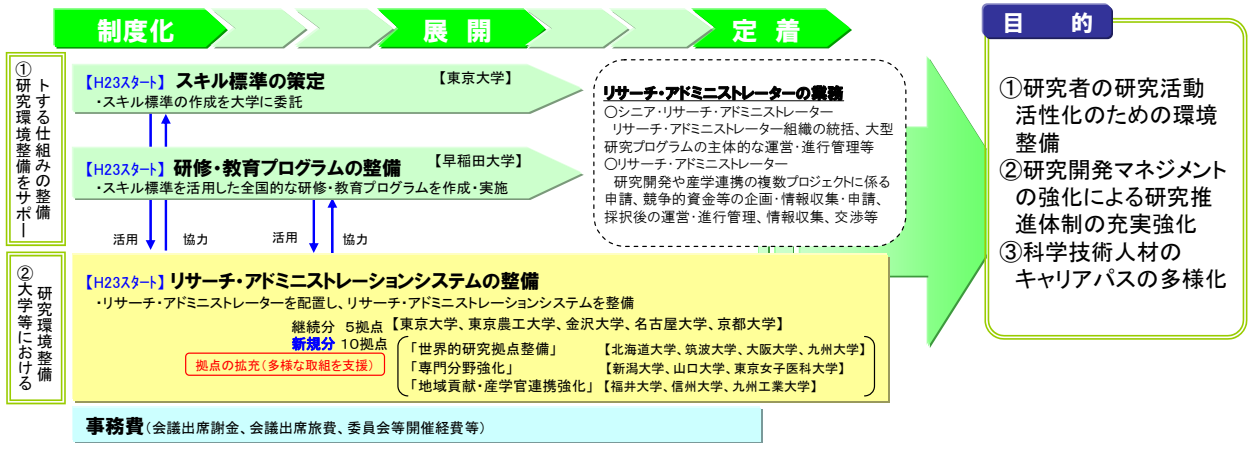 制度化
展 開
定 着
目 的
①研究環境整備をサポー
トする仕組みの整備
【H23スタート】 スキル標準の策定 【東京大学】
・スキル標準の作成を大学に委託
【H23スタート】 研修・教育プログラムの整備 【早稲田大学】
・スキル標準を活用した全国的な研修・教育プログラムを作成・実施
活用 協力 活用 協力
リサーチ・アドミニストレーターの業務
○シニア・リサーチ・アドミニストレーター
リサーチ・アドミニストレーター組織の統括、大型
研究プログラムの主体的な運営・進行管理等
○リサーチ・アドミニストレーター
研究開発や産学連携の複数プロジェクトに係る
申請、競争的資金等の企画・情報収集・申請、
採択後の運営・進行管理、情報収集、交渉等
①研究者の研究活動
活性化のための環境
整備
②研究開発マネジメント
の強化による研究推
進体制の充実強化
③科学技術人材の
キャリアパスの多様化
②大学等における
研究環境整備
【H23スタート】 リサーチ・アドミニストレーションシステムの整備
・リサーチ・アドミニストレーターを配置し、リサーチ・アドミニストレーションシステムを整備
継続分 5拠点 【東京大学、東京農工大学、金沢大学、名古屋大学、京都大学】
新規分 10拠点
拠点の拡充(多様な取組を支援)
「世界的研究拠点整備」 【北海道大学、筑波大学、大阪大学、九州大学】
「専門分野強化」 【新潟大学、山口大学、東京女子医科大学】
「地域貢献・産学官連携強化」 【福井大学、信州大学、九州工業大学】
事務費(会議出席謝金、会議出席旅費、委員会等開催経費等)